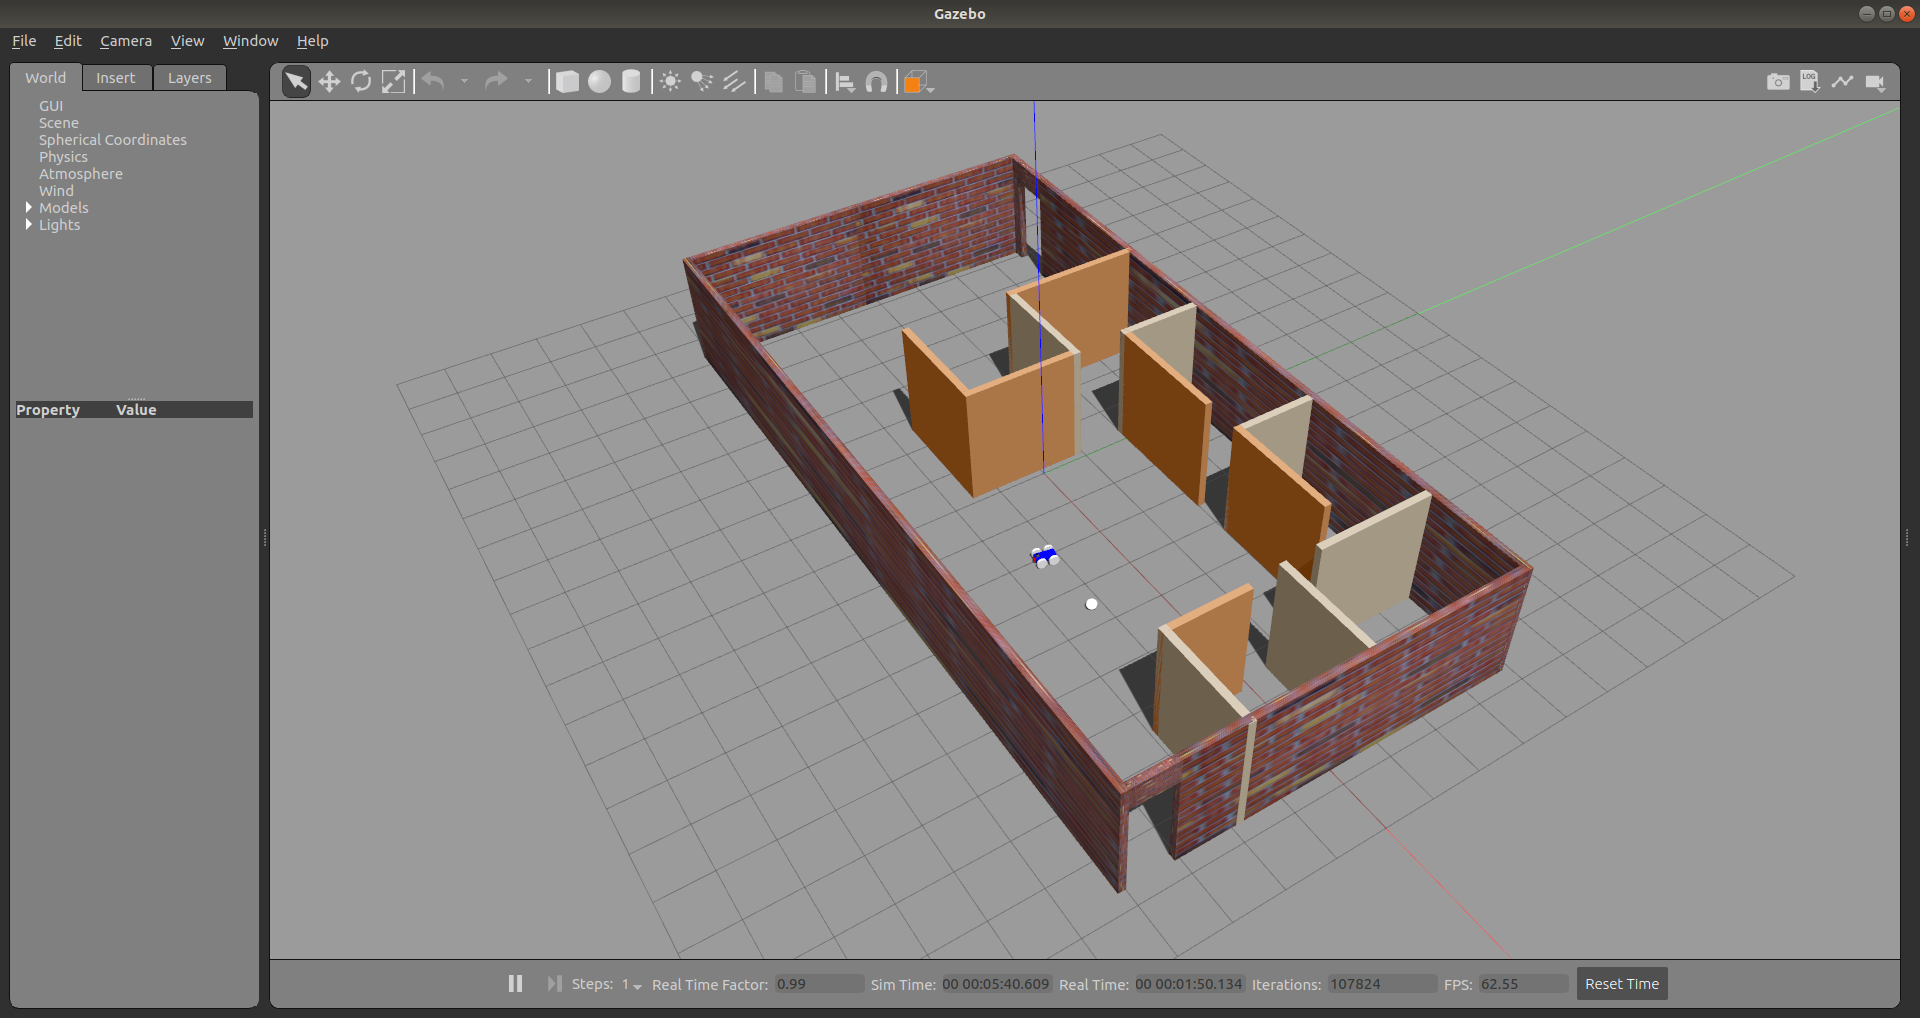 Gazebo
File Edit Camera View Window Help
World Insert Layers
LOG
GUI
Scene
Spherical Coordinates
Physics
Atmosphere
Wind
Models
Lights
Property Value
Steps: 1 Real Time Factor: 0.99 Sim Time: 00 00:05:40.609 Real Time: 00 00:01:50.134 Iterations: 107824 FPS: 62.55 Reset Time